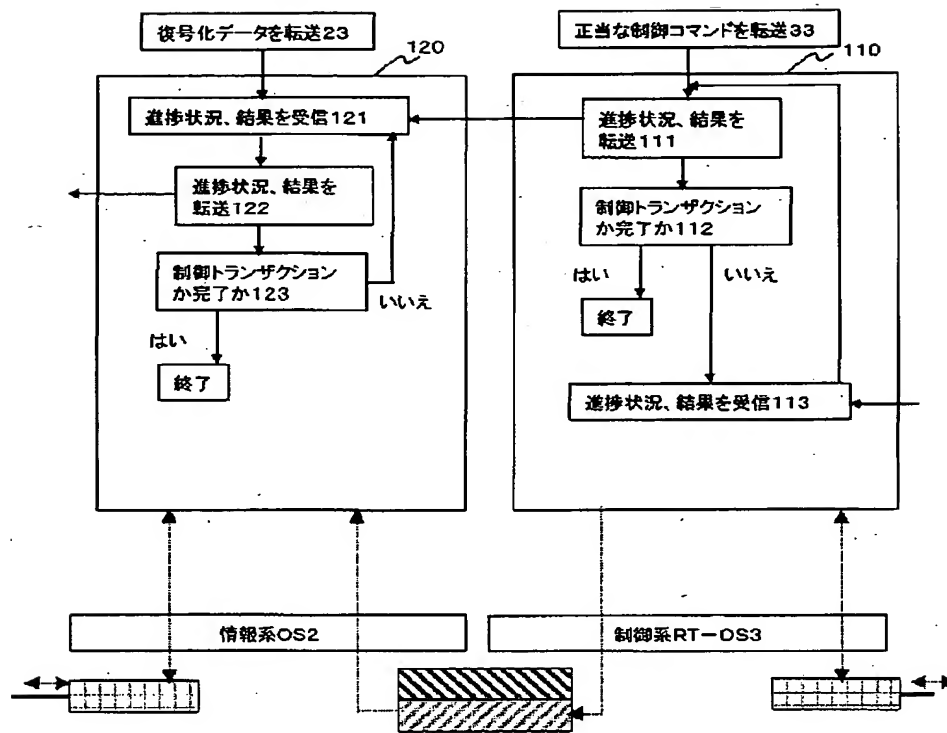 復号化データを転送23
120
進捗状況、結果を受信121
進捗状況、結果を
転送122
制御トランザクション
か完了か123
いいえ
はい
終了
正当な制御コマンドを転送33
110
進捗状況、結果を
転送111
制御トランザクション
か完了か112
はい
いいえ
終了
進捗状況、結果を受信113
情報系OS2
制御系RT-OS3